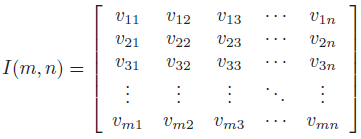 v₁₁ v₁₂ v₁₃ ⋯ v₁ₙ
v₂₁ v₂₂ v₂₃ ⋯ v₂ₙ
I(m, n) = v₃₁ v₃₂ v₃₃ ⋯ v₃ₙ
⋮ ⋮ ⋮ ⋱ ⋮
vₘ₁ vₘ₂ vₘ₃ ⋯ vₘₙ